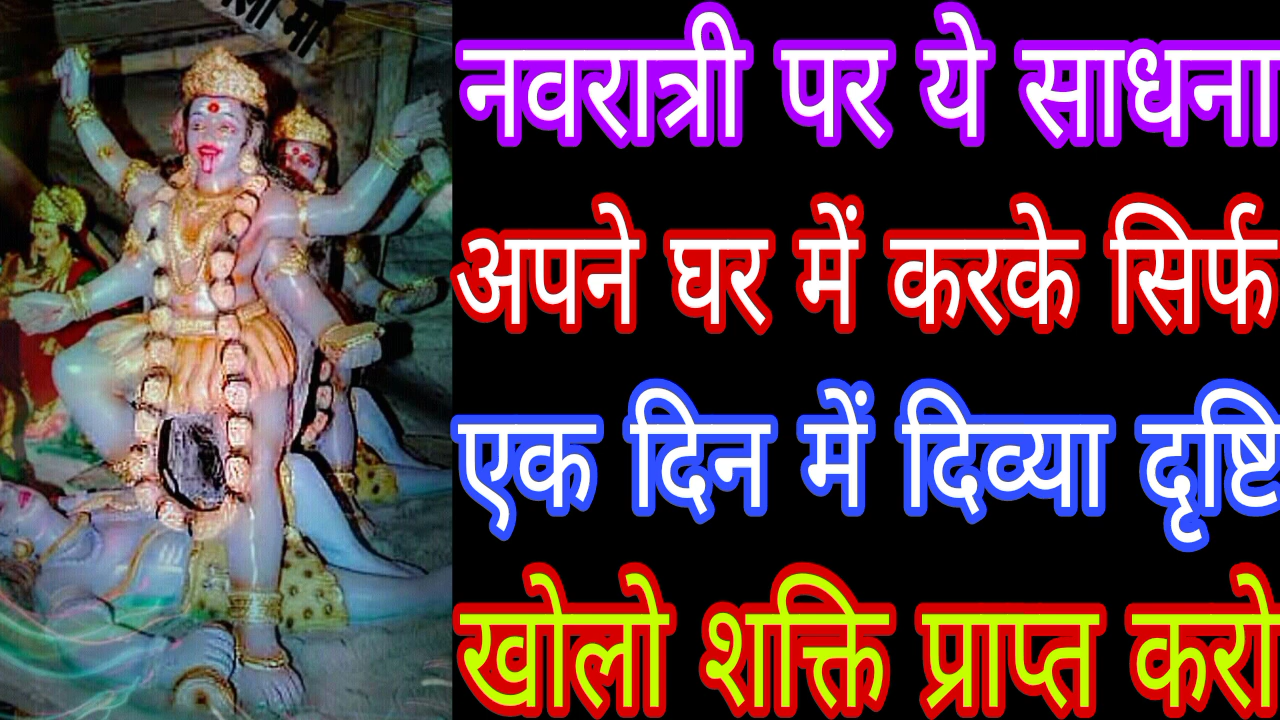 नवरात्री पर ये साधना
अपने घर में करके सिर्फ
एक दिन में दिव्या दृष्टि
खोलो शक्ति प्राप्त करो